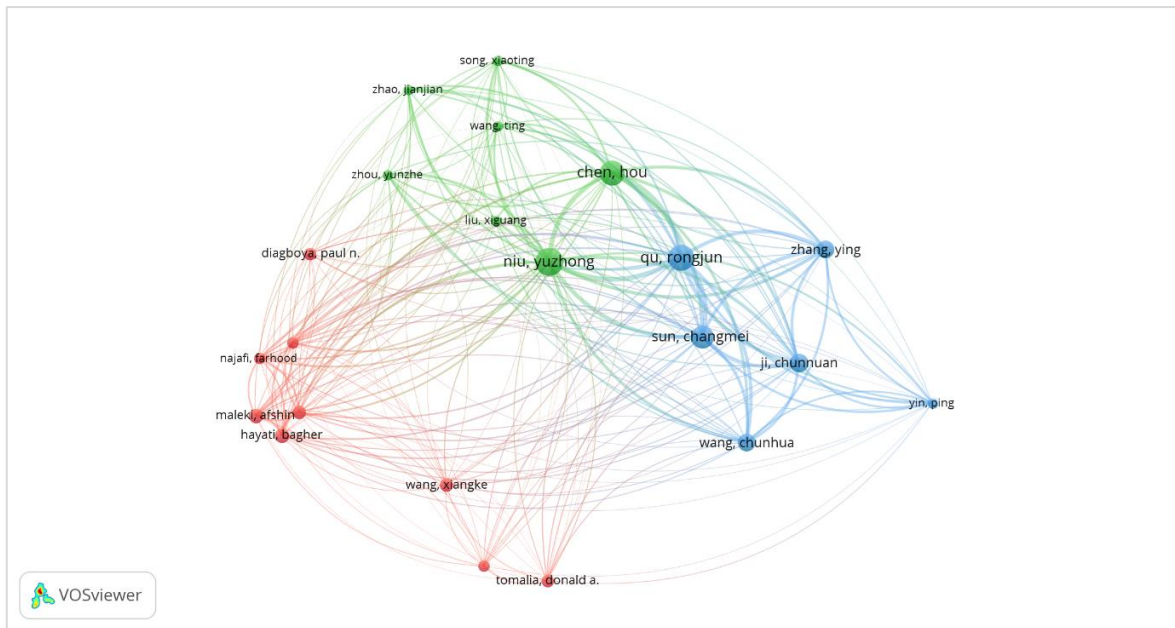 song, xiaoting
zhao, jianjian
wang, ting
zhou, yunzhe
chen, hou
liu, xiguang
diagboya, paul n.
niu, yuzhong
qu, rongjun
zhang, ying
sun, changmei
najafi, farhood
ji, chunnuan
yin, ping
maleki, afshin
hayati, bagher
wang, chunhua
wang, xiangke
tomalia, donald a.
VOSviewer